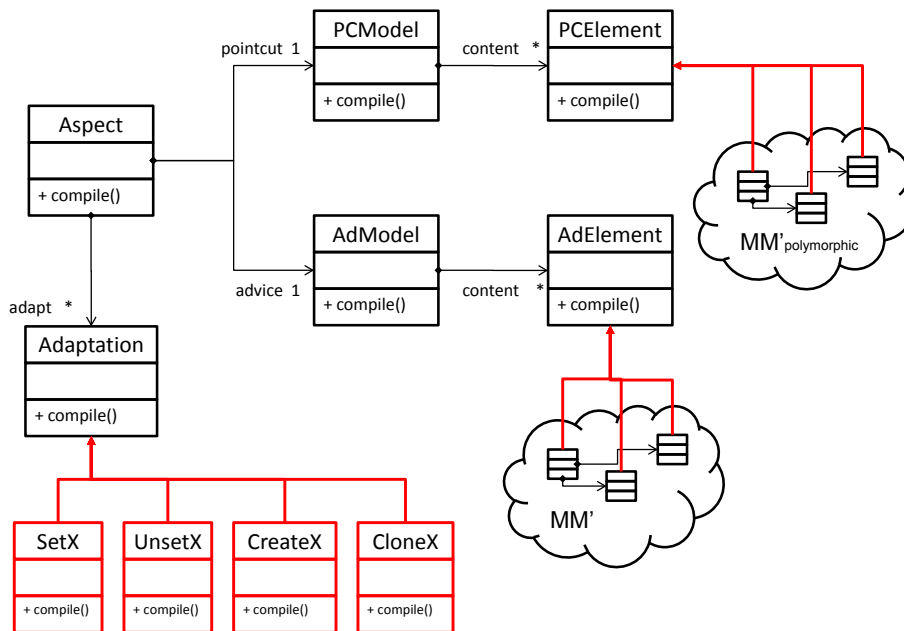 PCModel
+ compile()
PCElement
+ compile()
pointcut 1
content *
Aspect
+ compile()
MM'polymorphic
AdModel
+ compile()
AdElement
+ compile()
advice 1
content *
adapt *
Adaptation
+ compile()
MM'
SetX
+ compile()
UnsetX
+ compile()
CreateX
+ compile()
CloneX
+ compile()